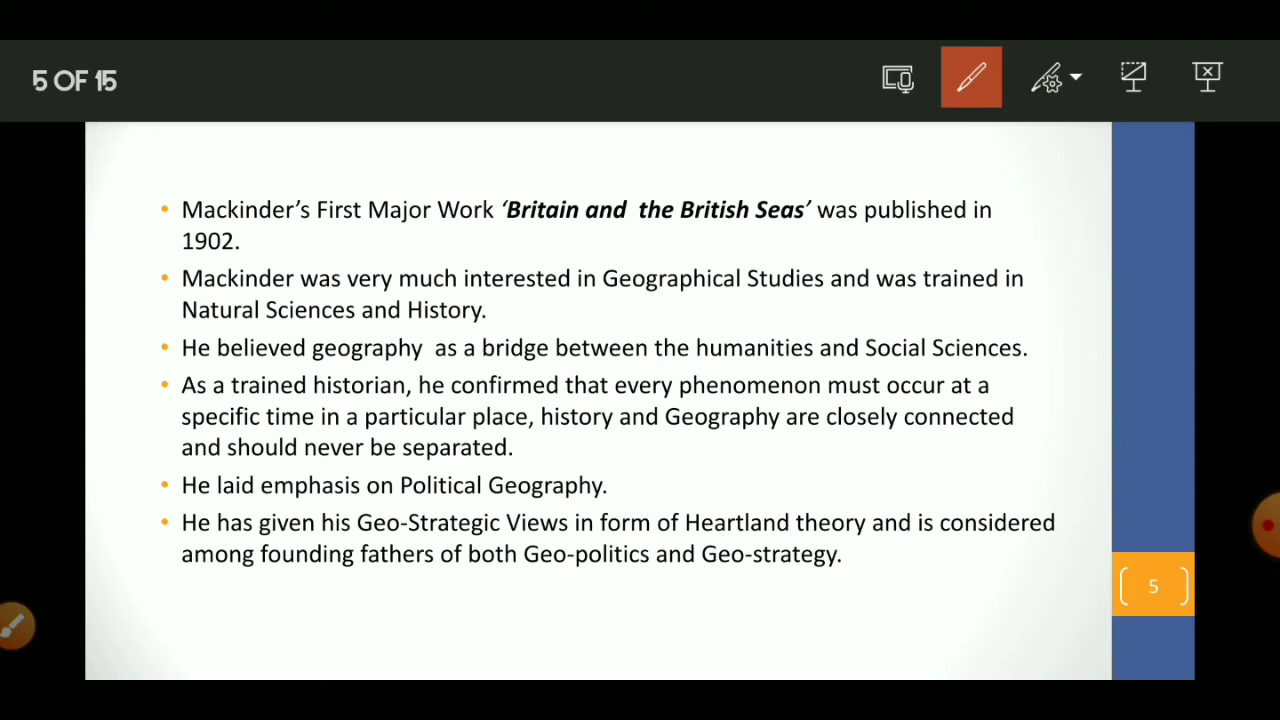 5 OF 15
• Mackinder's First Major Work ‘Britain and  the British Seas’ was published in
1902.
• Mackinder was very much interested in Geographical Studies and was trained in
Natural Sciences and History.
• He believed geography  as a bridge between the humanities and Social Sciences.
• As a trained historian, he confirmed that every phenomenon must occur at a
specific time in a particular place, history and Geography are closely connected
and should never be separated.
• He laid emphasis on Political Geography.
• He has given his Geo-Strategic Views in form of Heartland theory and is considered
among founding fathers of both Geo-politics and Geo-strategy.
5